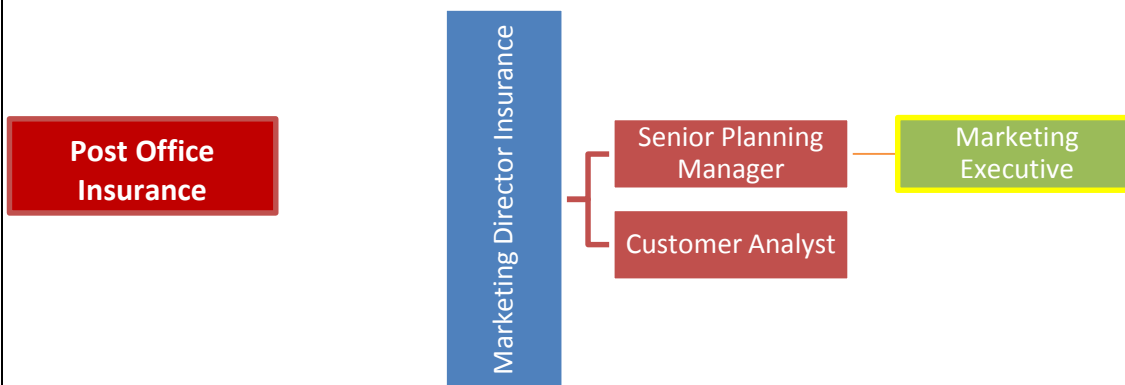 Post Office
Insurance
Marketing Director Insurance
Senior Planning
Manager
Marketing
Executive
Customer Analyst